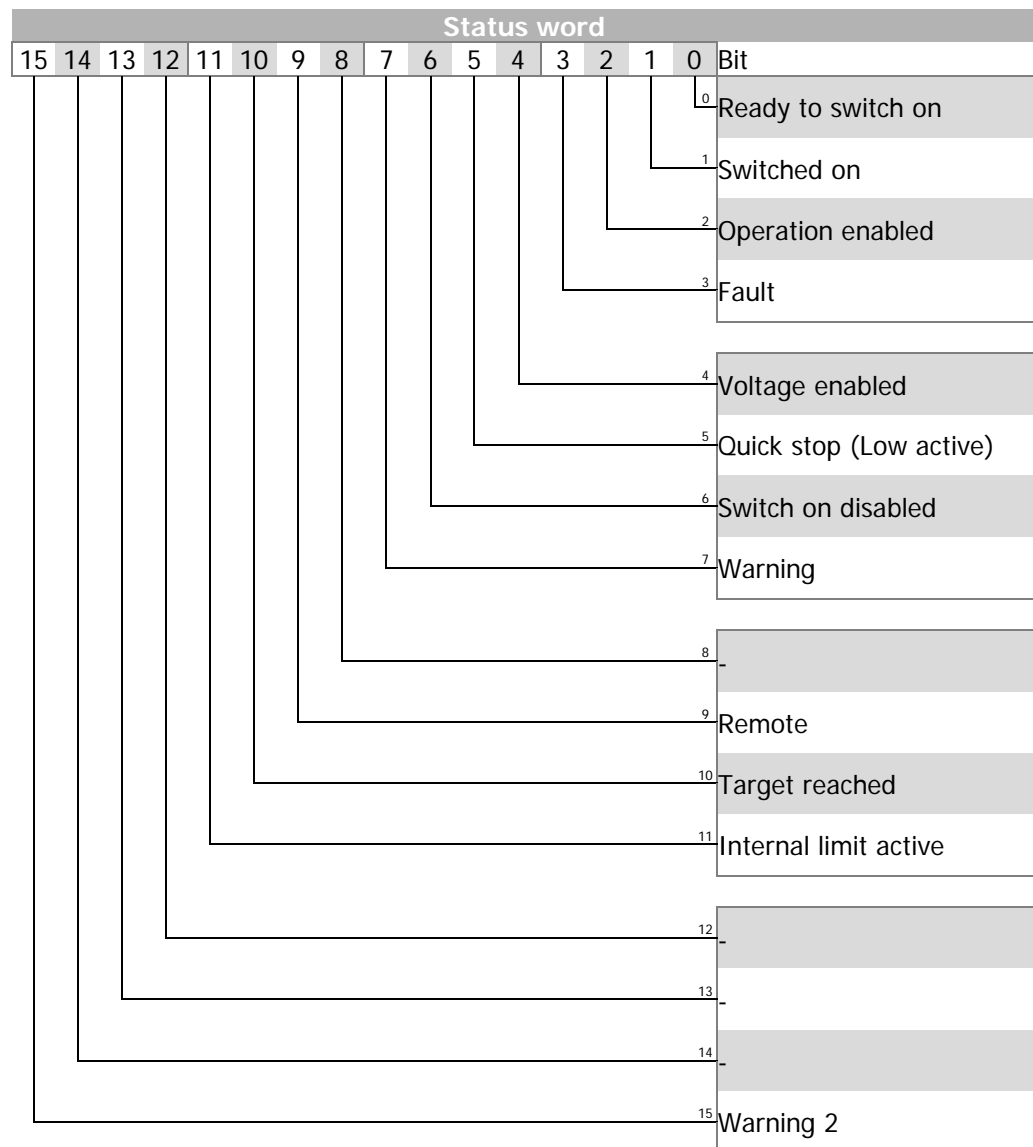 Status word
15 14 13 12 11 10 9 8 7 6 5 4 3 2 1 0 Bit
0 Ready to switch on
1 Switched on
2 Operation enabled
3 Fault
4 Voltage enabled
5 Quick stop (Low active)
6 Switch on disabled
7 Warning
8 -
9 Remote
10 Target reached
11 Internal limit active
12 -
13 -
14 -
15 Warning 2